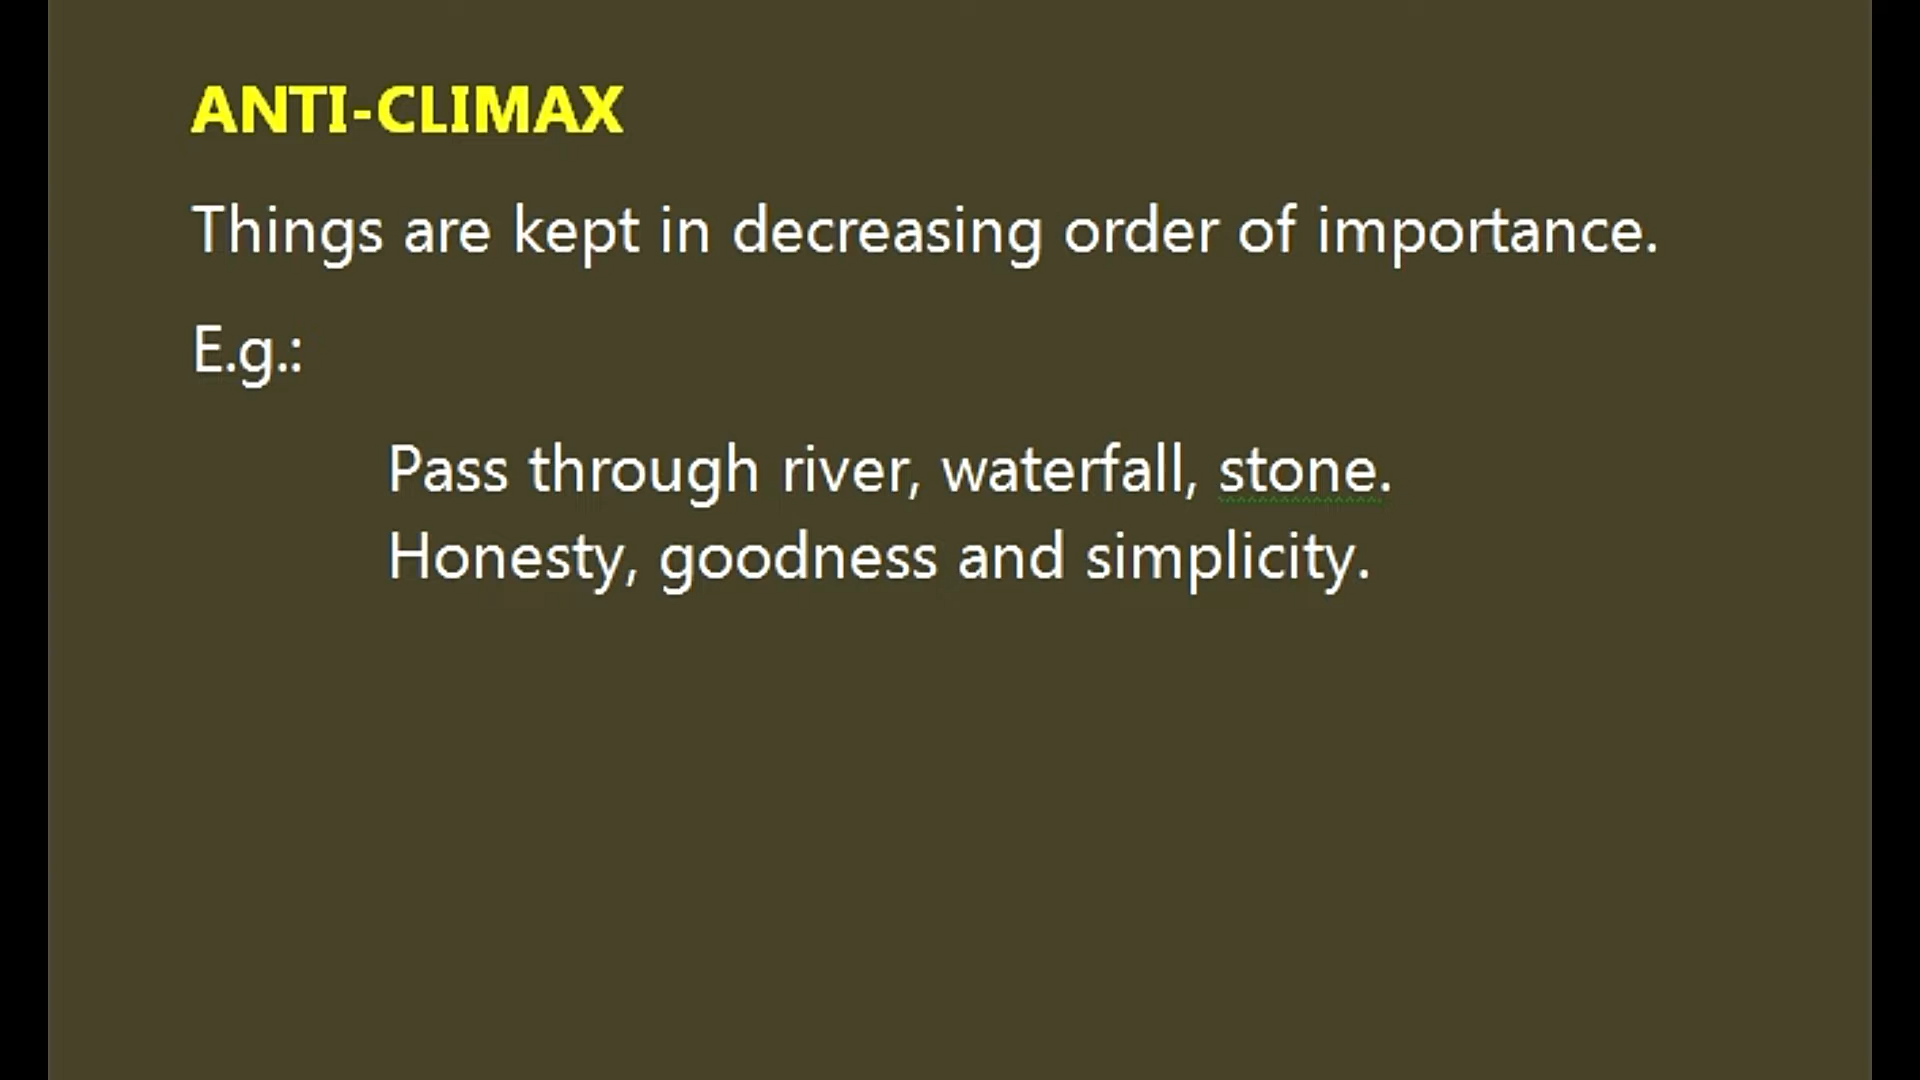 ANTI-CLIMAX
Things are kept in decreasing order of importance.
E.g.:
Pass through river, waterfall, stone.
Honesty, goodness and simplicity.